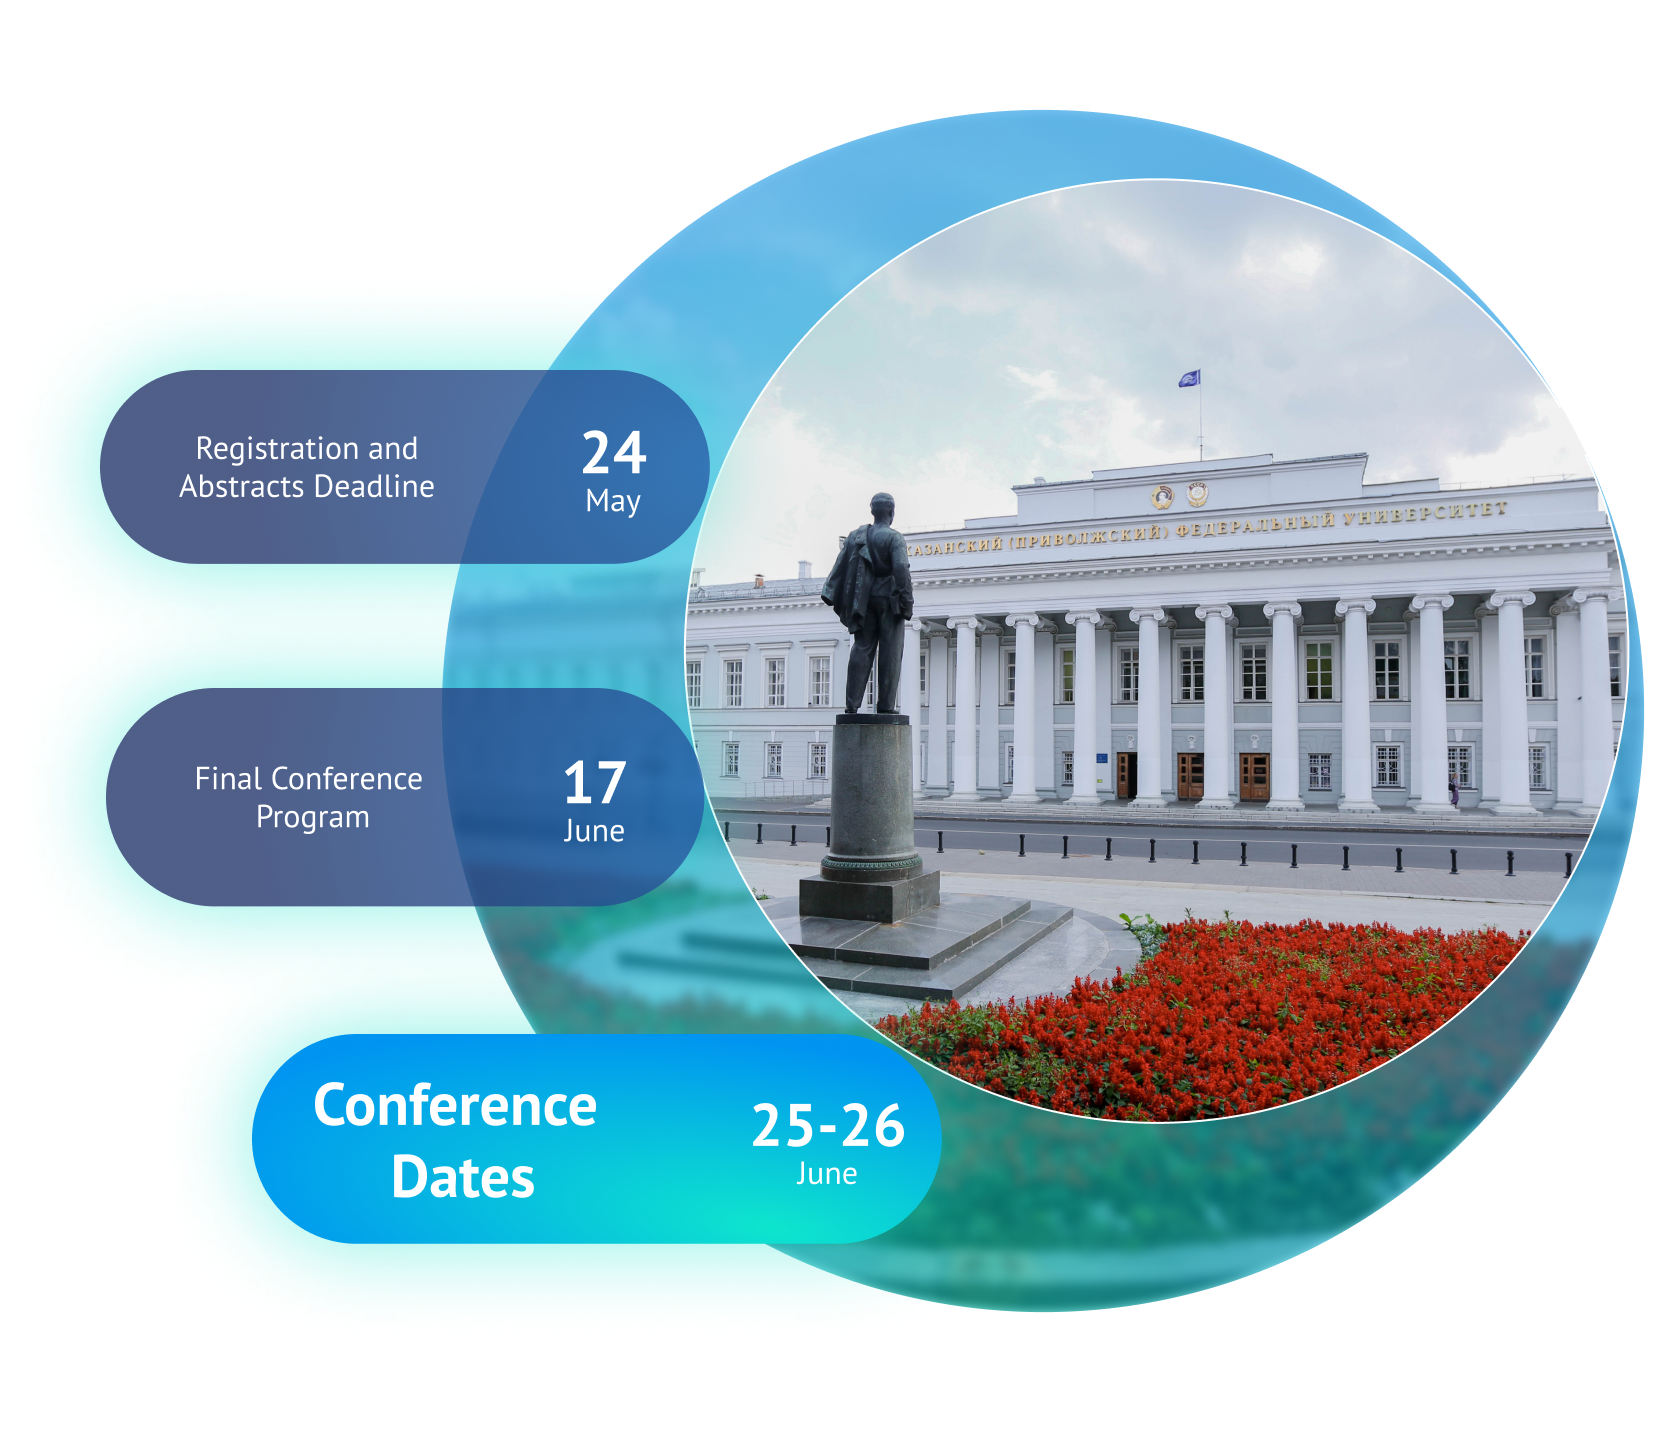 Registration and
Abstracts Deadline
24
May
КАЗАНСКИЙ (ПРИВОЛЖСКИЙ) ФЕДЕРАЛЬНЫЙ УНИВЕРСИТЕТ
Final Conference
Program
17
June
Conference
Dates
25-26
June